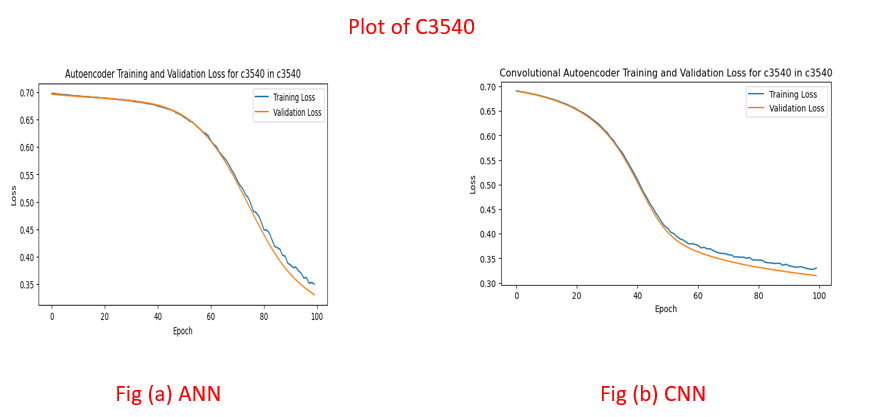 Plot of C3540
Autoencoder Training and Validation Loss for c3540 in c3540
0.70
0.65
0.60
0.55
0.50
0.45
0.40
0.35
Loss
Training Loss
Validation Loss
0 20 40 60 80 100
Epoch
Fig (a) ANN
Convolutional Autoencoder Training and Validation Loss for c3540 in c3540
0.70
0.65
0.60
0.55
0.50
0.45
0.40
0.35
0.30
Loss
Training Loss
Validation Loss
0 20 40 60 80 100
Epoch
Fig (b) CNN